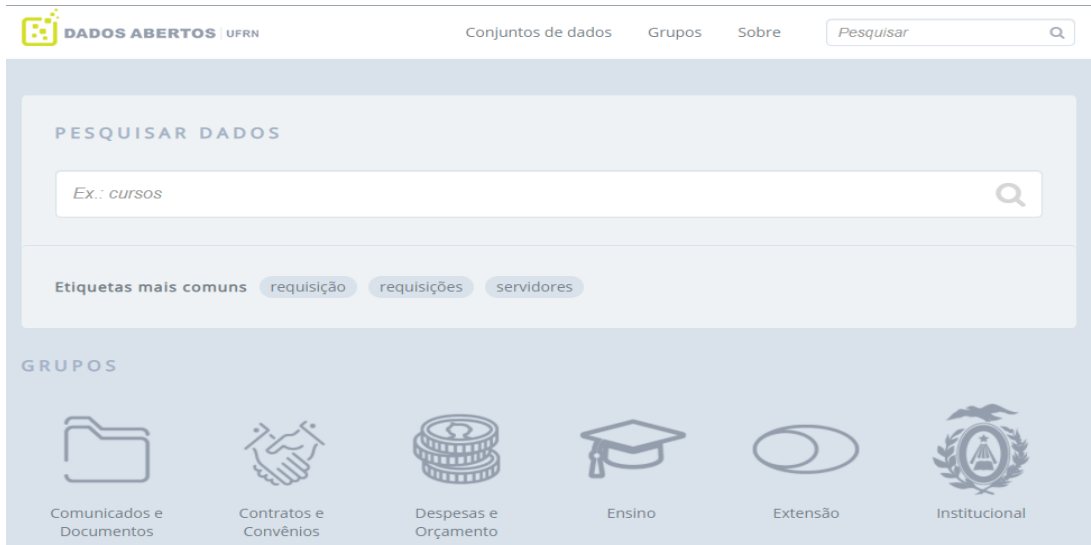 DADOS ABERTOS UFRN Conjuntos de dados Grupos Sobre Pesquisar
PESQUISAR DADOS
Ex.: cursos
Etiquetas mais comuns requisição requisições servidores
GRUPOS
Comunicados e Documentos
Contratos e Convênios
Despesas e Orçamento
Ensino
Extensão
Institucional